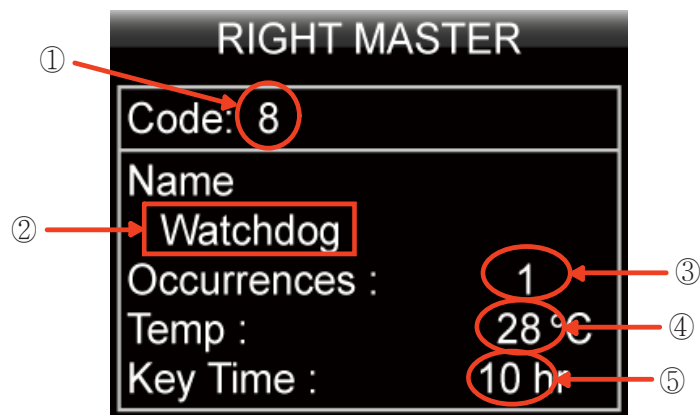 RIGHT MASTER
① Code: 8
Name
② Watchdog
Occurrences : 1 ③
Temp : 28 °C ④
Key Time : 10 hr ⑤